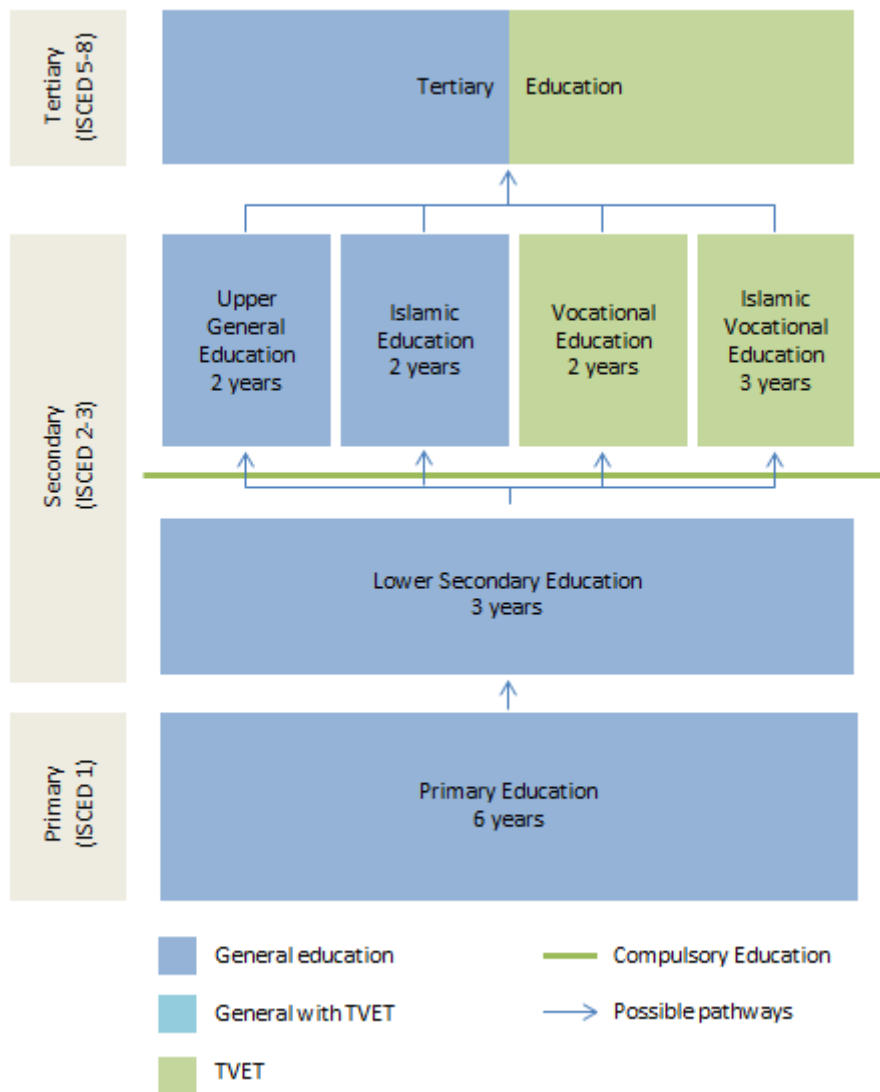 Tertiary
(ISCED 5-8)
Tertiary Education
Secondary
(ISCED 2-3)
Upper
General
Education
2 years
Islamic
Education
2 years
Vocational
Education
2 years
Islamic
Vocational
Education
3 years
Lower Secondary Education
3 years
Primary
(ISCED 1)
Primary Education
6 years
General education
Compulsory Education
General with TVET
Possible pathways
TVET